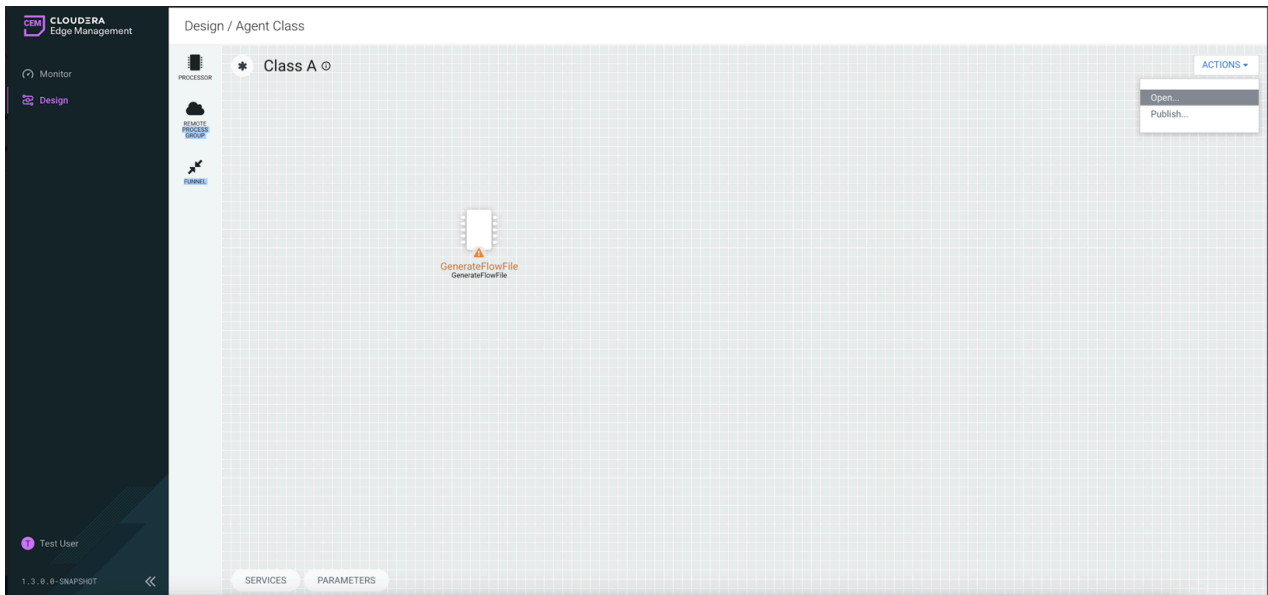 CEM CLOUDERA
Edge Management
Monitor
Design
T Test User
1.3.0.0-SNAPSHOT
Design / Agent Class
PROCESSOR
REMOTE
PROCESS
GROUP
FUNNEL
Class A
ACTIONS
Open...
Publish...
GenerateFlowFile
GenerateFlowFile
SERVICES PARAMETERS